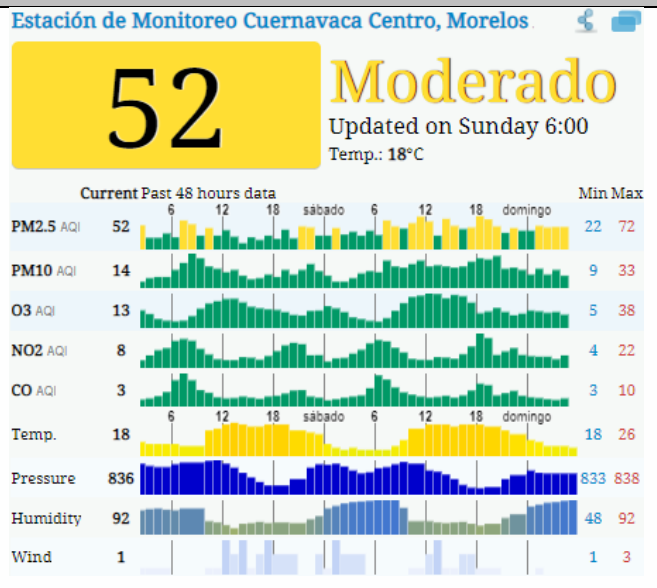 Estación de Monitoreo Cuernavaca Centro, Morelos
52
Moderado
Updated on Sunday 6:00
Temp.: 18°C
Current Past 48 hours data Min Max
6 12 18 sábado 6 12 18 domingo
PM2.5 AQI 52 22 72
PM10 AQI 14 9 33
O3 AQI 13 5 38
NO2 AQI 8 4 22
CO AQI 3 3 10
6 12 18 sábado 6 12 18 domingo
Temp. 18 18 26
Pressure 836 833 838
Humidity 92 48 92
Wind 1 1 3